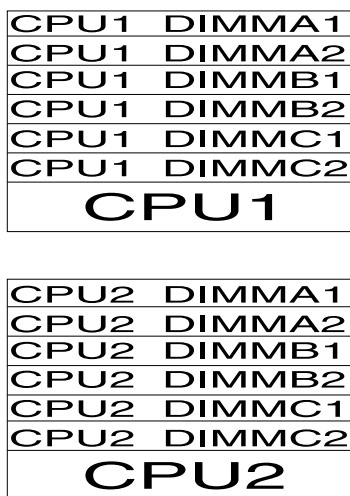 CPU1 DIMMA1
CPU1 DIMMA2
CPU1 DIMMB1
CPU1 DIMMB2
CPU1 DIMMC1
CPU1 DIMMC2
CPU1
CPU2 DIMMA1
CPU2 DIMMA2
CPU2 DIMMB1
CPU2 DIMMB2
CPU2 DIMMC1
CPU2 DIMMC2
CPU2